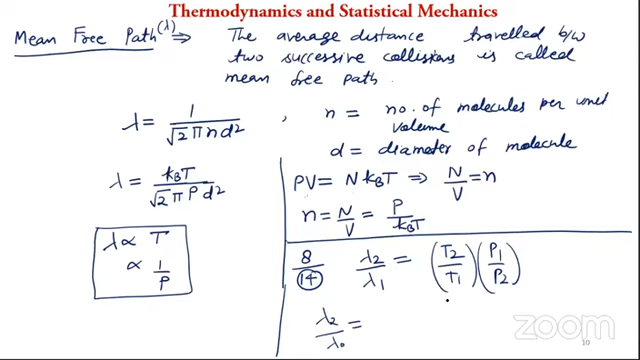 Thermodynamics and Statistical Mechanics
Mean Free Path (λ) ⇒ The average distance travelled b/w
two successive collisions is called
mean free path.
λ = 1 / √2 π n d² , n = no. of molecules per unit
volume
d = diameter of molecule
λ = k_B T / √2 π P d²
PV = N k_B T ⇒ N/V = n
n = N/V = P / k_B T
λ ∝ T
∝ 1/P
8/14 λ₂/λ₁ = (T₂/T₁) (P₁/P₂)
λ₂/λ₀ =
zoom
10